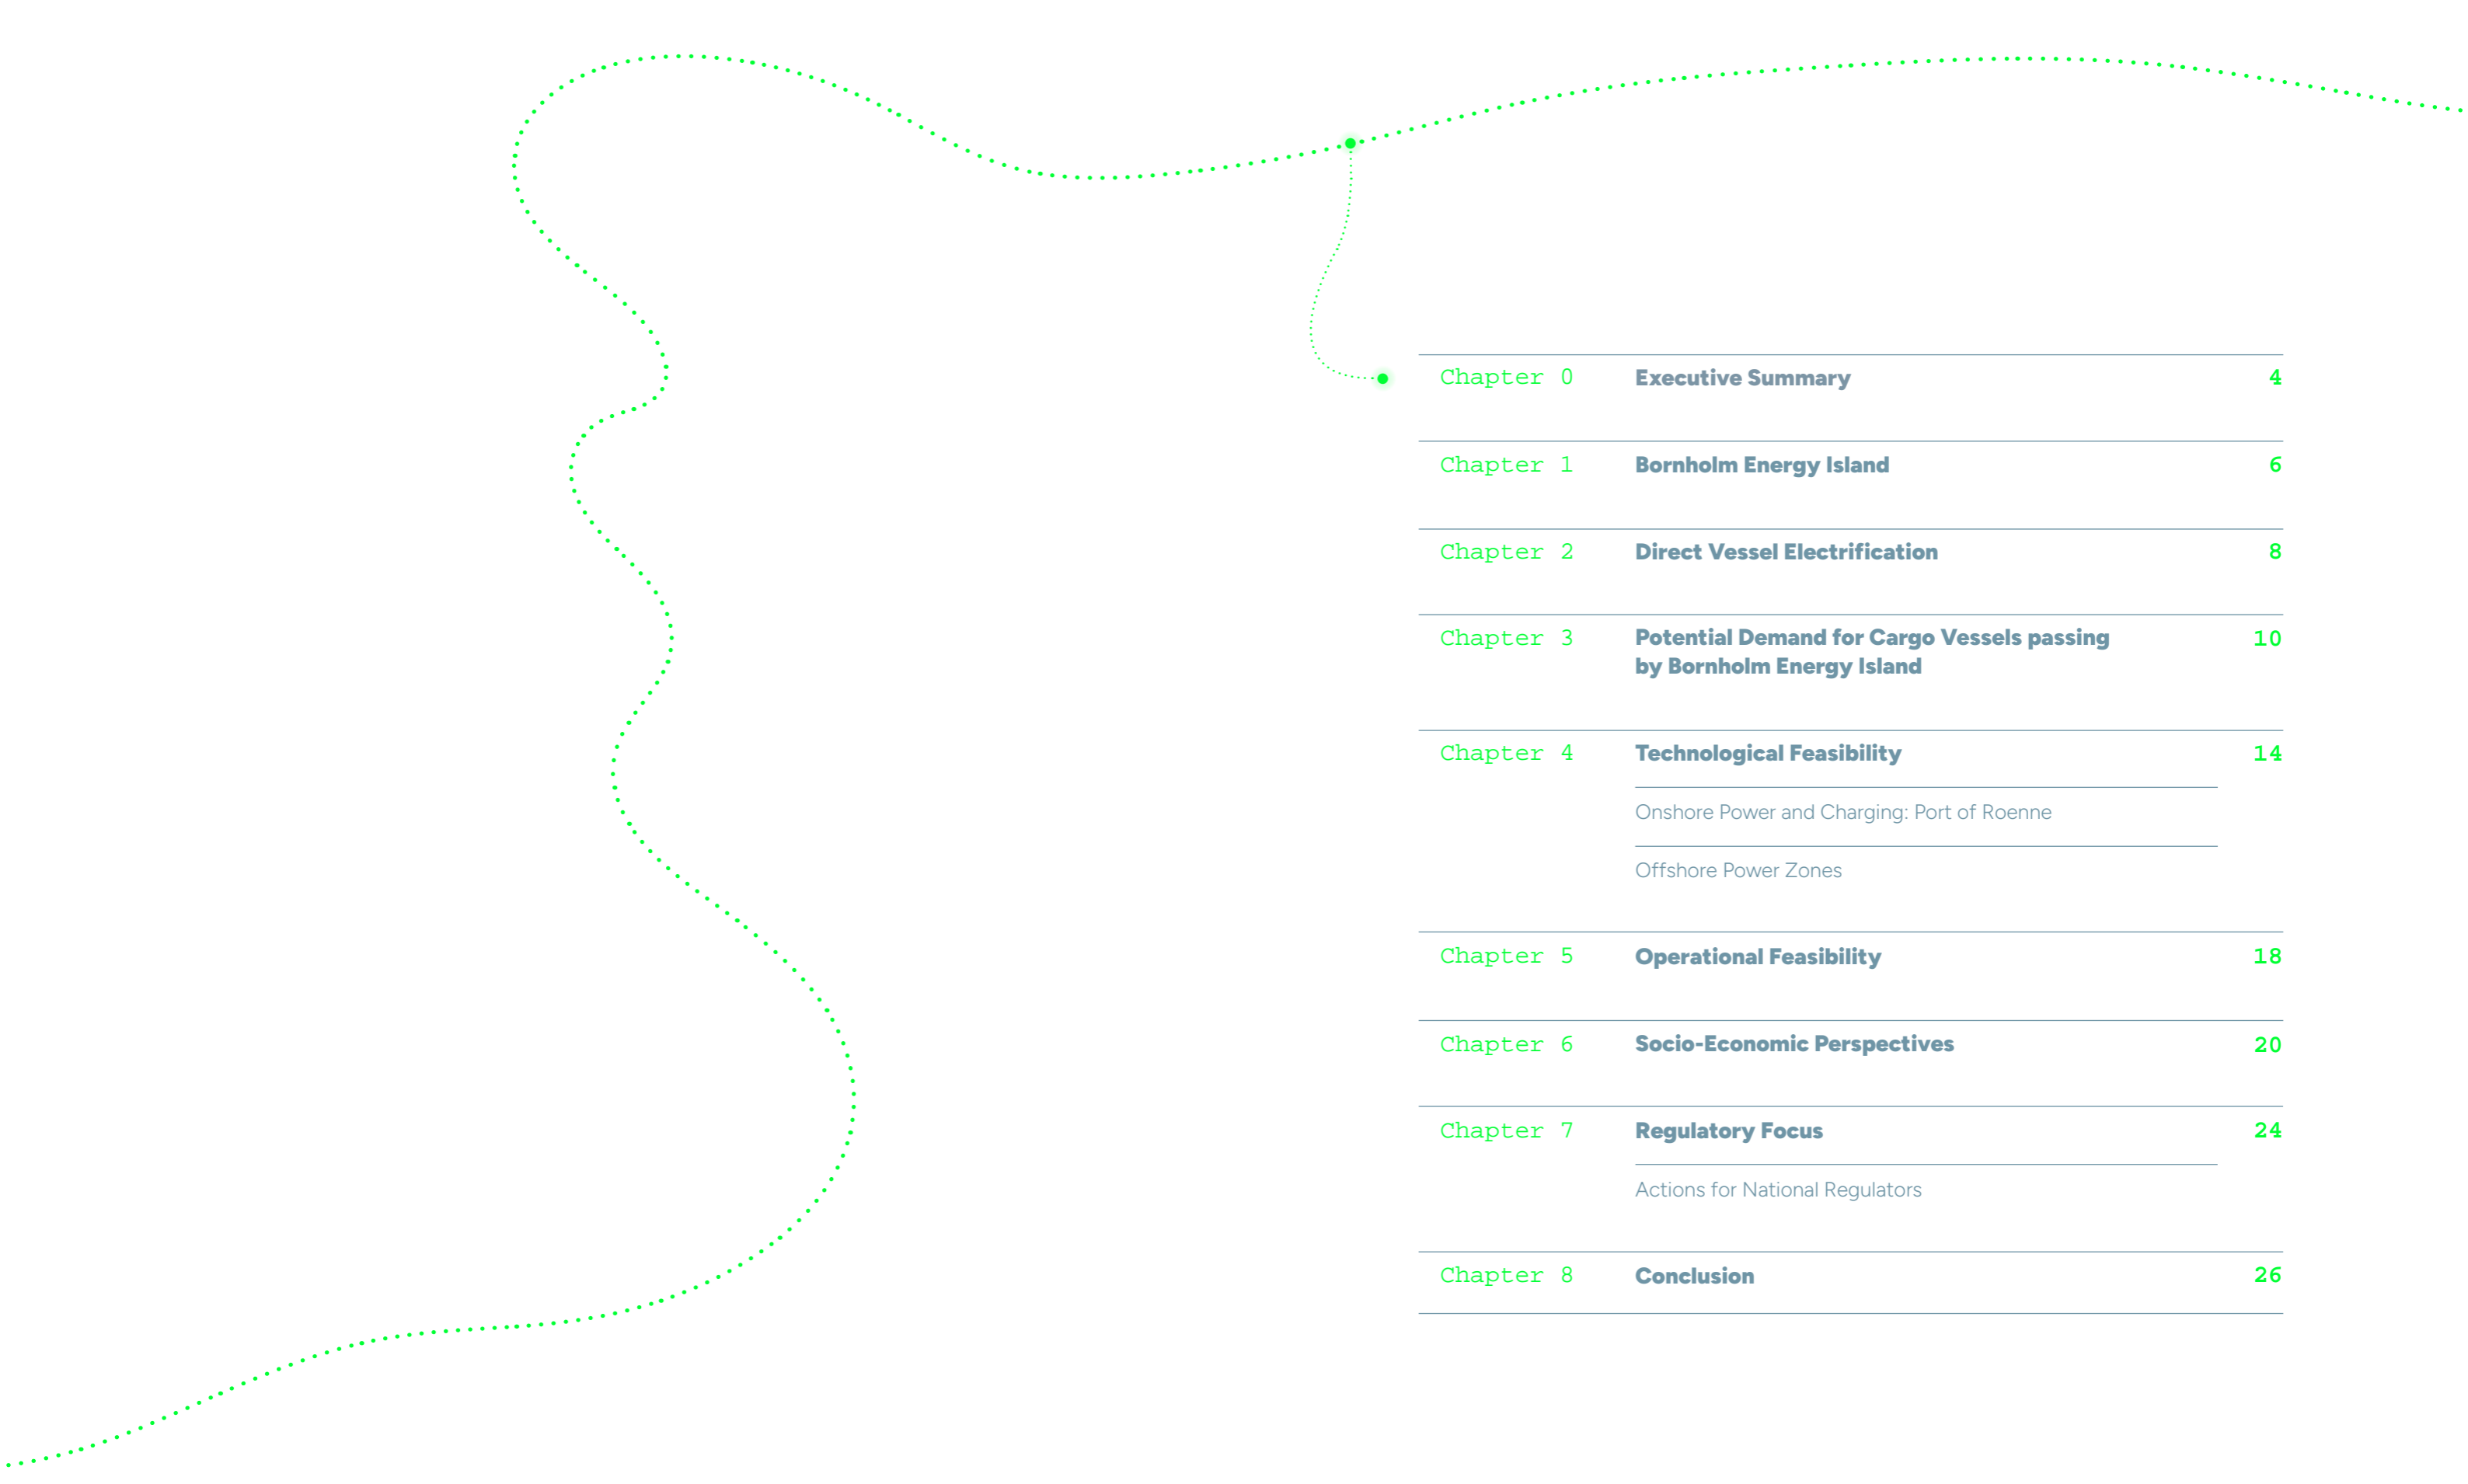 Chapter 0 Executive Summary 4
Chapter 1 Bornholm Energy Island 6
Chapter 2 Direct Vessel Electrification 8
Chapter 3 Potential Demand for Cargo Vessels passing 10
by Bornholm Energy Island
Chapter 4 Technological Feasibility 14
Onshore Power and Charging: Port of Roenne
Offshore Power Zones
Chapter 5 Operational Feasibility 18
Chapter 6 Socio-Economic Perspectives 20
Chapter 7 Regulatory Focus 24
Actions for National Regulators
Chapter 8 Conclusion 26